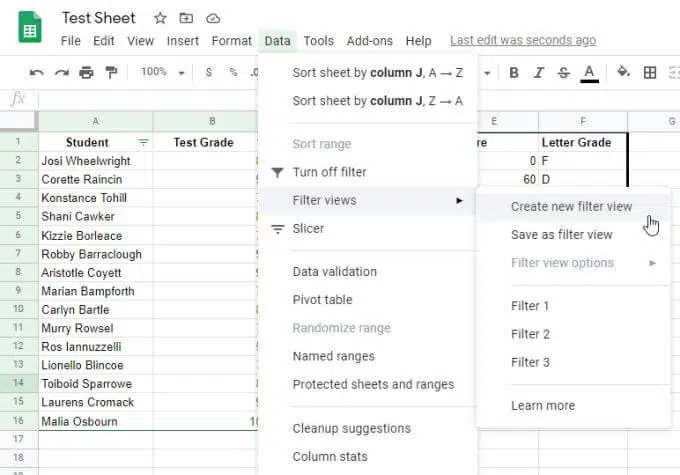 Test Sheet
File Edit View Insert Format Data Tools Add-ons Help Last edit was seconds ago
100% $ % .0 B I S A
fx
A B E F G
1 Student Test Grade re Letter Grade
2 Josi Wheelwright 0 F
3 Corette Raincin 60 D
4 Konstance Tohill
5 Shani Cawker
6 Kizzie Borleace
7 Robby Barraclough
8 Aristotle Coyett
9 Marian Bampforth
10 Carlyn Bartle
11 Murry Rowsel
12 Ros Iannuzzelli
13 Lionello Blincoe
14 Toiboid Sparrowe
15 Laurens Cromack
16 Malia Osbourn
17
18
19
Sort sheet by column J, A → Z
Sort sheet by column J, Z → A
Sort range
Turn off filter
Filter views
Slicer
Data validation
Pivot table
Randomize range
Named ranges
Protected sheets and ranges
Cleanup suggestions
Column stats
Create new filter view
Save as filter view
Filter view options
Filter 1
Filter 2
Filter 3
Learn more